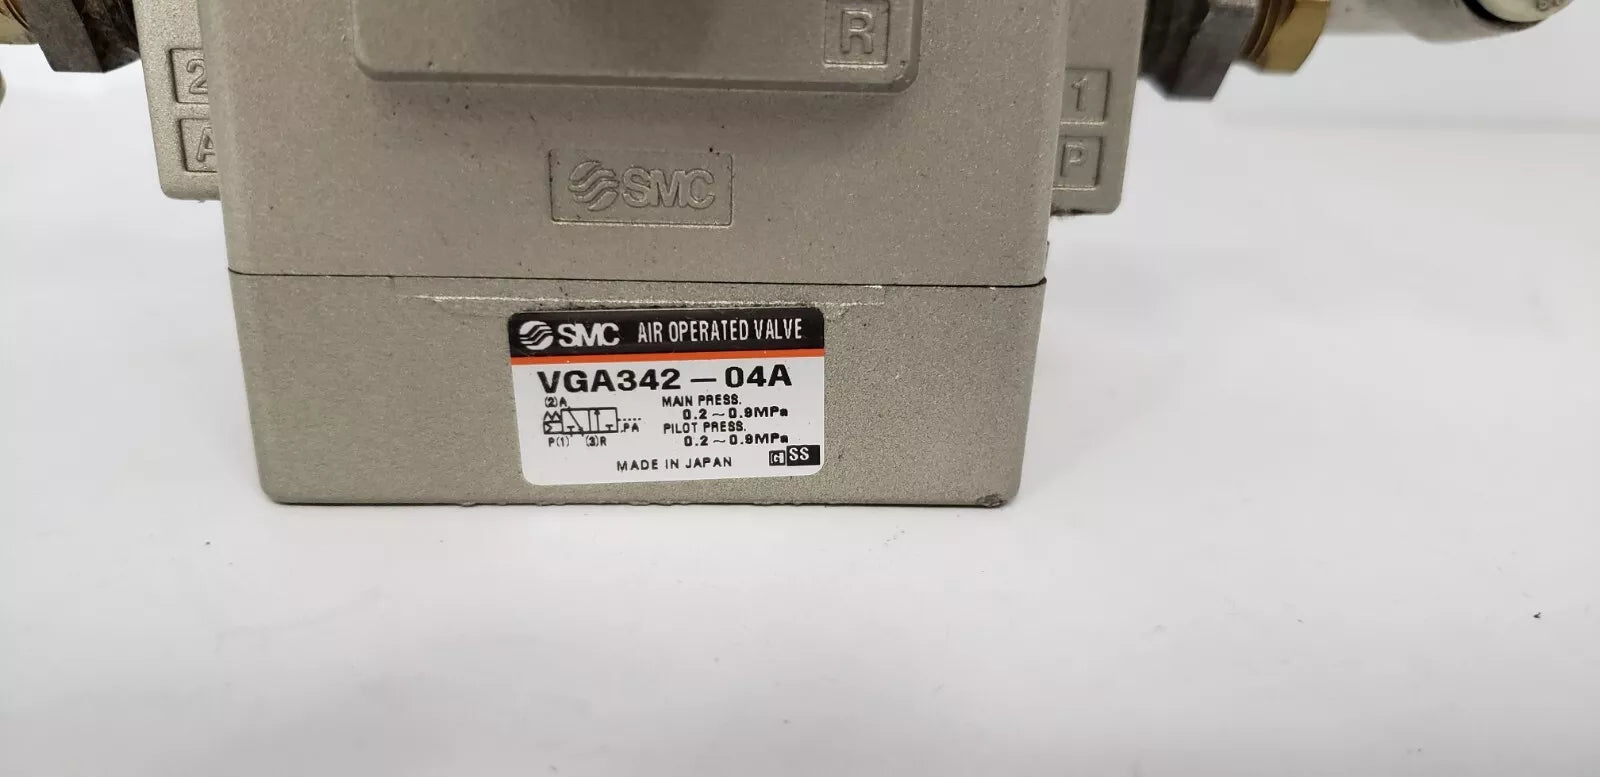 R
2
1
A
P
SMC
SMC AIR OPERATED VALVE
VGA342-04A
(2)A
MAIN PRESS.
0.2~0.9MPa
PA
PILOT PRESS.
P(1) (3)R
0.2~0.9MPa
MADE IN JAPAN
SS